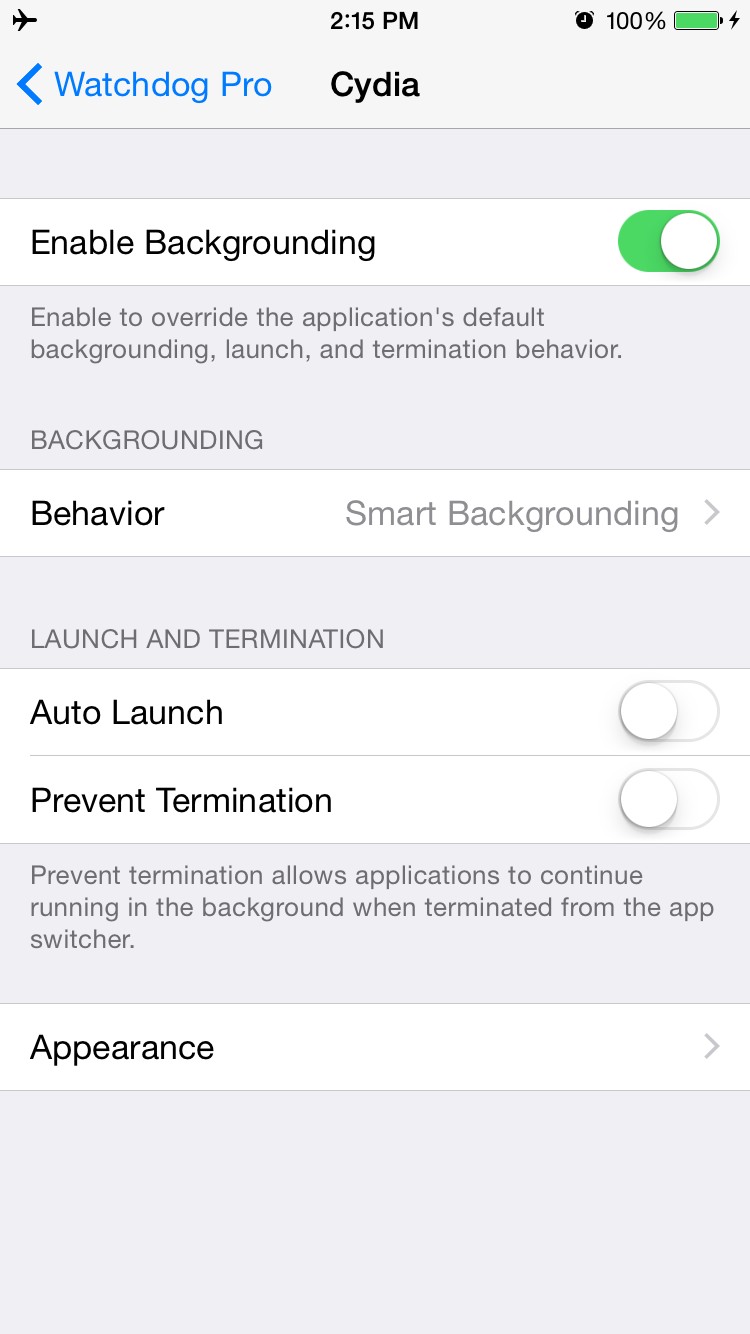 2:15 PM 100%
Watchdog Pro Cydia
Enable Backgrounding
Enable to override the application's default
backgrounding, launch, and termination behavior.
BACKGROUNDING
Behavior Smart Backgrounding
LAUNCH AND TERMINATION
Auto Launch
Prevent Termination
Prevent termination allows applications to continue
running in the background when terminated from the app
switcher.
Appearance